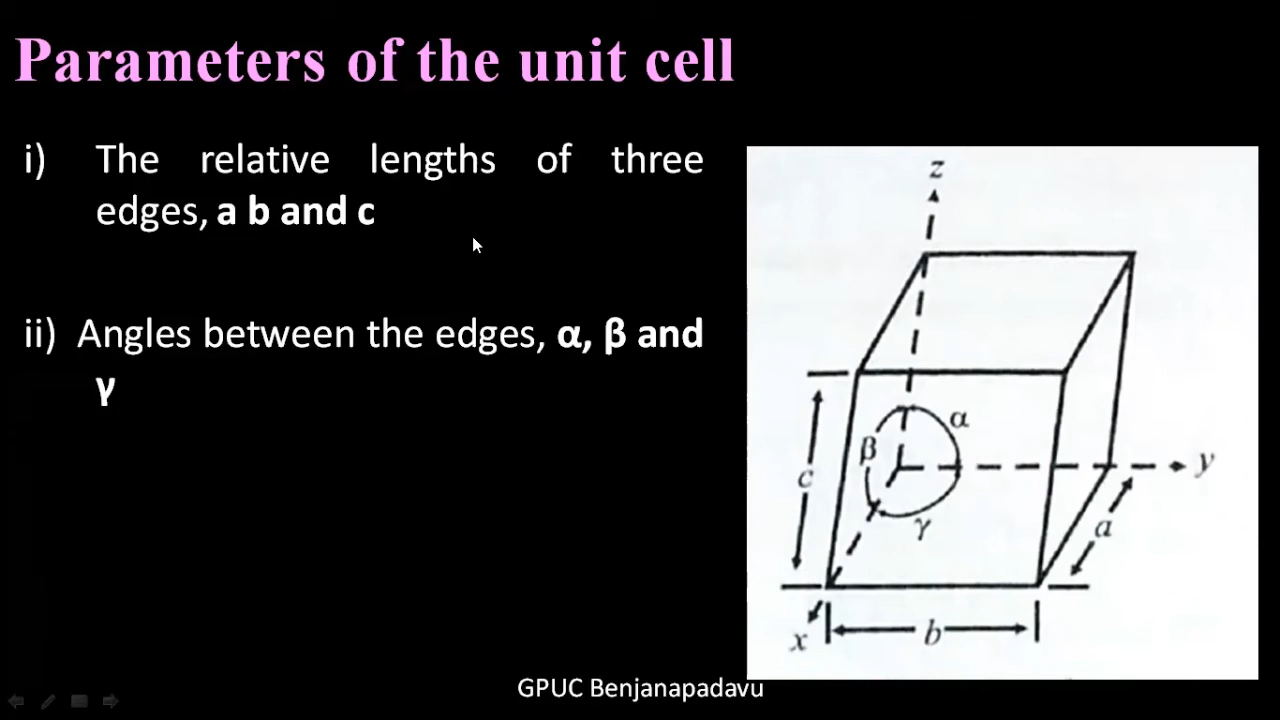 Parameters of the unit cell
i) The relative lengths of three
edges, a b and c
ii) Angles between the edges, α, β and
γ
z
α
β
c
y
γ
a
x
b
GPUC Benjanapadavu